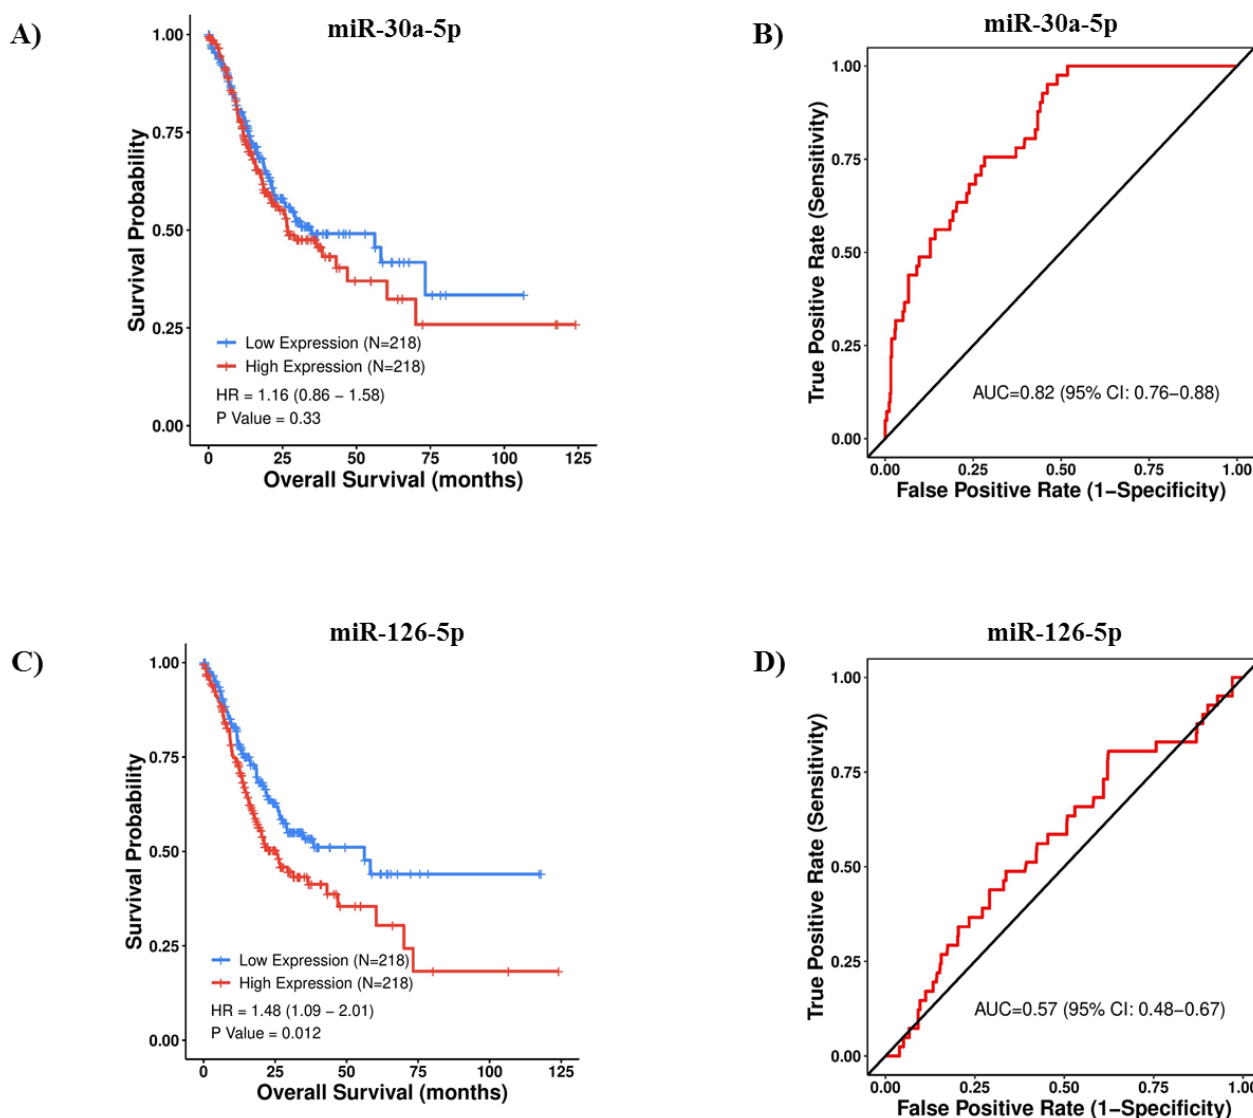 A)
miR-30a-5p
1.00
0.75
0.50
0.25
0.00
Survival Probability
Low Expression (N=218)
High Expression (N=218)
HR = 1.16 (0.86 − 1.58)
P Value = 0.33
0 25 50 75 100 125
Overall Survival (months)
B)
miR-30a-5p
1.00
0.75
0.50
0.25
0.00
True Positive Rate (Sensitivity)
AUC=0.82 (95% CI: 0.76−0.88)
0.00 0.25 0.50 0.75 1.00
False Positive Rate (1−Specificity)
C)
miR-126-5p
1.00
0.75
0.50
0.25
0.00
Survival Probability
Low Expression (N=218)
High Expression (N=218)
HR = 1.48 (1.09 − 2.01)
P Value = 0.012
0 25 50 75 100 125
Overall Survival (months)
D)
miR-126-5p
1.00
0.75
0.50
0.25
0.00
True Positive Rate (Sensitivity)
AUC=0.57 (95% CI: 0.48−0.67)
0.00 0.25 0.50 0.75 1.00
False Positive Rate (1−Specificity)